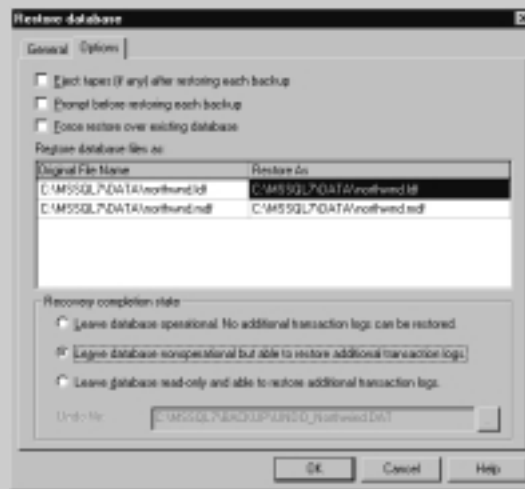 Restore database
General Options
Eject tapes (if any) after restoring each backup
Prompt before restoring each backup
Force restore over existing database
Restore database files as:
Original File Name Restore As
C:\MSSQL7\DATA\northwnd.ldf C:\MSSQL7\DATA\northwnd.ldf
C:\MSSQL7\DATA\northwnd.mdf C:\MSSQL7\DATA\northwnd.mdf
Recovery completion state
Leave database operational. No additional transaction logs can be restored.
Leave database nonoperational but able to restore additional transaction logs.
Leave database read-only and able to restore additional transaction logs.
Undo file C:\MSSQL7\BACKUP\UNDO_Northwind.DAT
OK Cancel Help